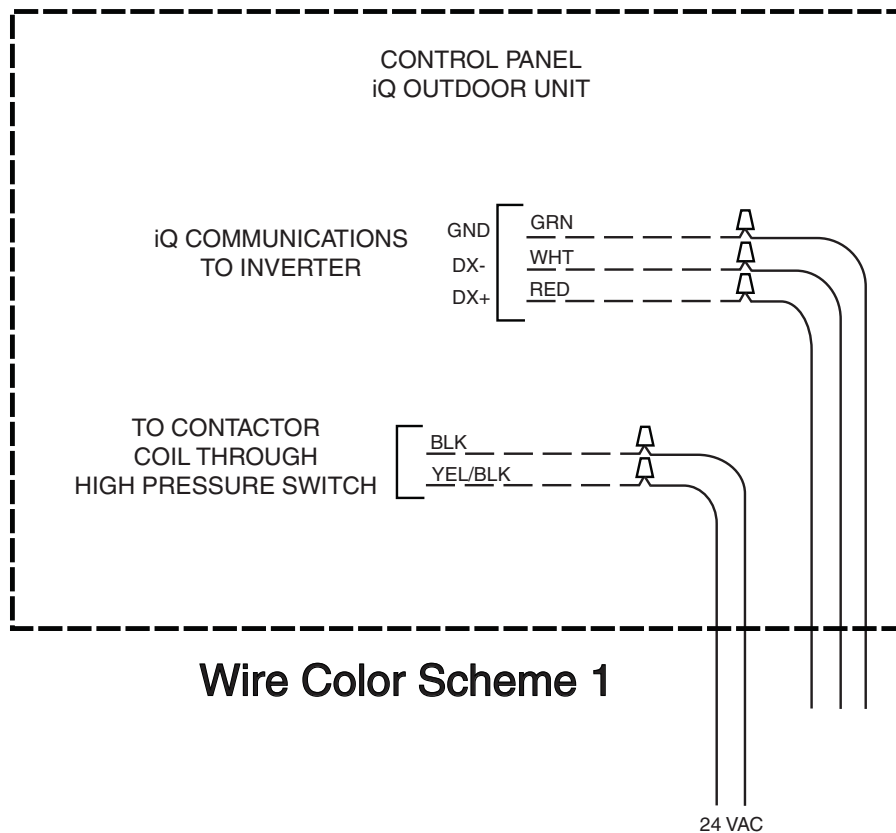 CONTROL PANEL
iQ OUTDOOR UNIT
iQ COMMUNICATIONS
TO INVERTER
GND
GRN
DX-
WHT
DX+
RED
TO CONTACTOR
COIL THROUGH
HIGH PRESSURE SWITCH
BLK
YEL/BLK
Wire Color Scheme 1
24 VAC